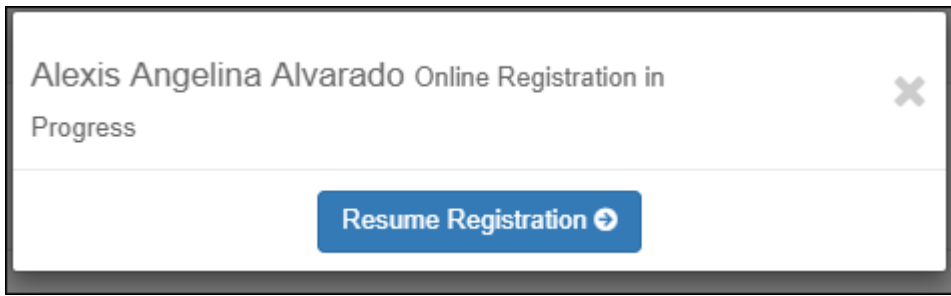 Alexis Angelina Alvarado Online Registration in
Progress
Resume Registration